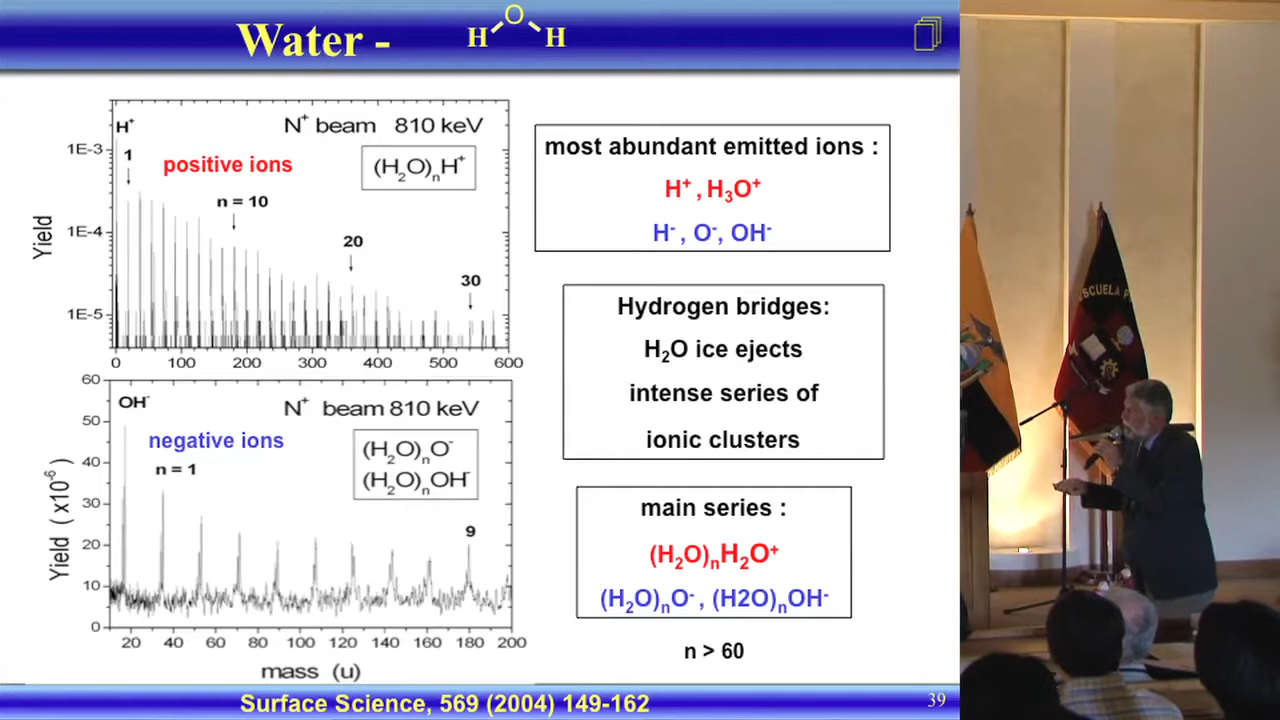 Water -
H O H
H⁺
N⁺ beam 810 keV
1
positive ions
(H₂O)ₙH⁺
n = 10
20
30
Yield
1E-3
1E-4
1E-5
0 100 200 300 400 500 600
60
50
40
30
20
10
0
OH⁻
N⁺ beam 810 keV
negative ions
(H₂O)ₙO⁻
(H₂O)ₙOH⁻
n = 1
9
Yield ( x10⁻⁶)
20 40 60 80 100 120 140 160 180 200
mass (u)
most abundant emitted ions :
H⁺ , H₃O⁺
H⁻ , O⁻, OH⁻
Hydrogen bridges:
H₂O ice ejects
intense series of
ionic clusters
main series :
(H₂O)ₙH₂O⁺
(H₂O)ₙO⁻ , (H2O)ₙOH⁻
n > 60
Surface Science, 569 (2004) 149-162
39
ESCUELA P